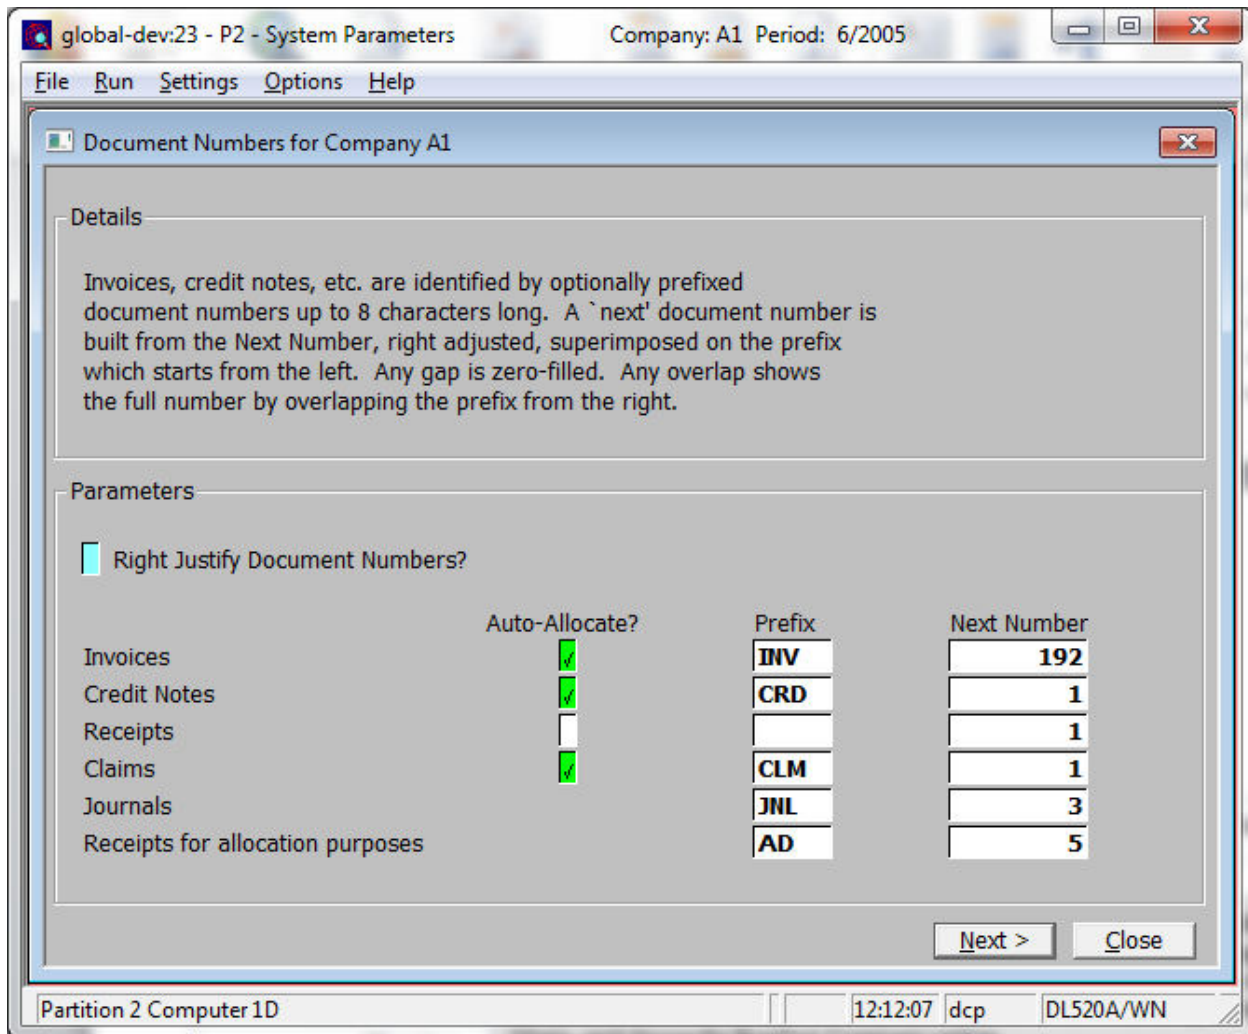 global-dev:23 - P2 - System Parameters Company: A1 Period: 6/2005
File Run Settings Options Help
Document Numbers for Company A1
Details
Invoices, credit notes, etc. are identified by optionally prefixed
document numbers up to 8 characters long. A `next' document number is
built from the Next Number, right adjusted, superimposed on the prefix
which starts from the left. Any gap is zero-filled. Any overlap shows
the full number by overlapping the prefix from the right.
Parameters
Right Justify Document Numbers?
Auto-Allocate? Prefix Next Number
Invoices √ INV 192
Credit Notes √ CRD 1
Receipts 1
Claims √ CLM 1
Journals JNL 3
Receipts for allocation purposes AD 5
Next > Close
Partition 2 Computer 1D 12:12:07 dcp DL520A/WN